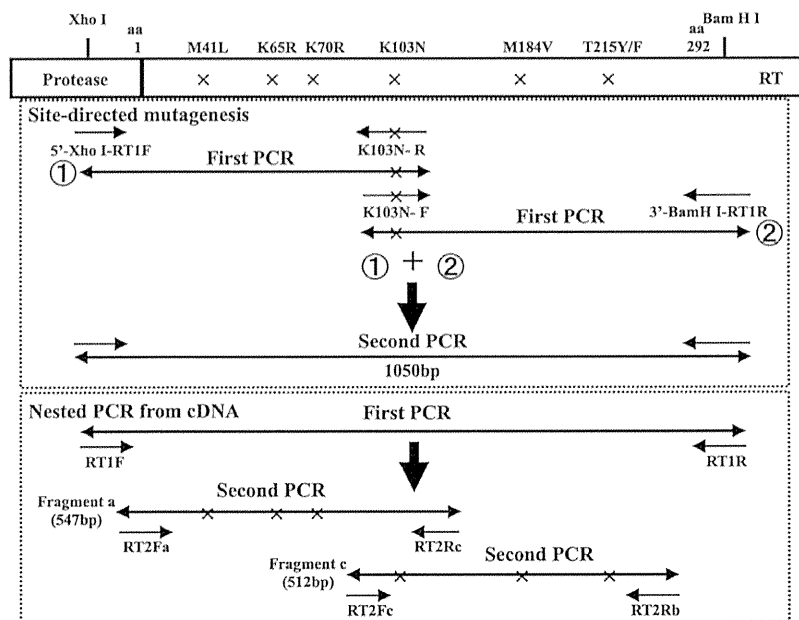 Xho I
Bam H I
aa
1
M41L
K65R
K70R
K103N
M184V
T215Y/F
aa
292
Protease
RT
Site-directed mutagenesis
5'-Xho I-RT1F
First PCR
K103N- R
①
K103N- F
First PCR
3'-BamH I-RT1R
②
① + ②
Second PCR
1050bp
Nested PCR from cDNA
First PCR
RT1F
RT1R
Fragment a
(547bp)
Second PCR
RT2Fa
RT2Rc
Fragment c
(512bp)
Second PCR
RT2Fc
RT2Rb